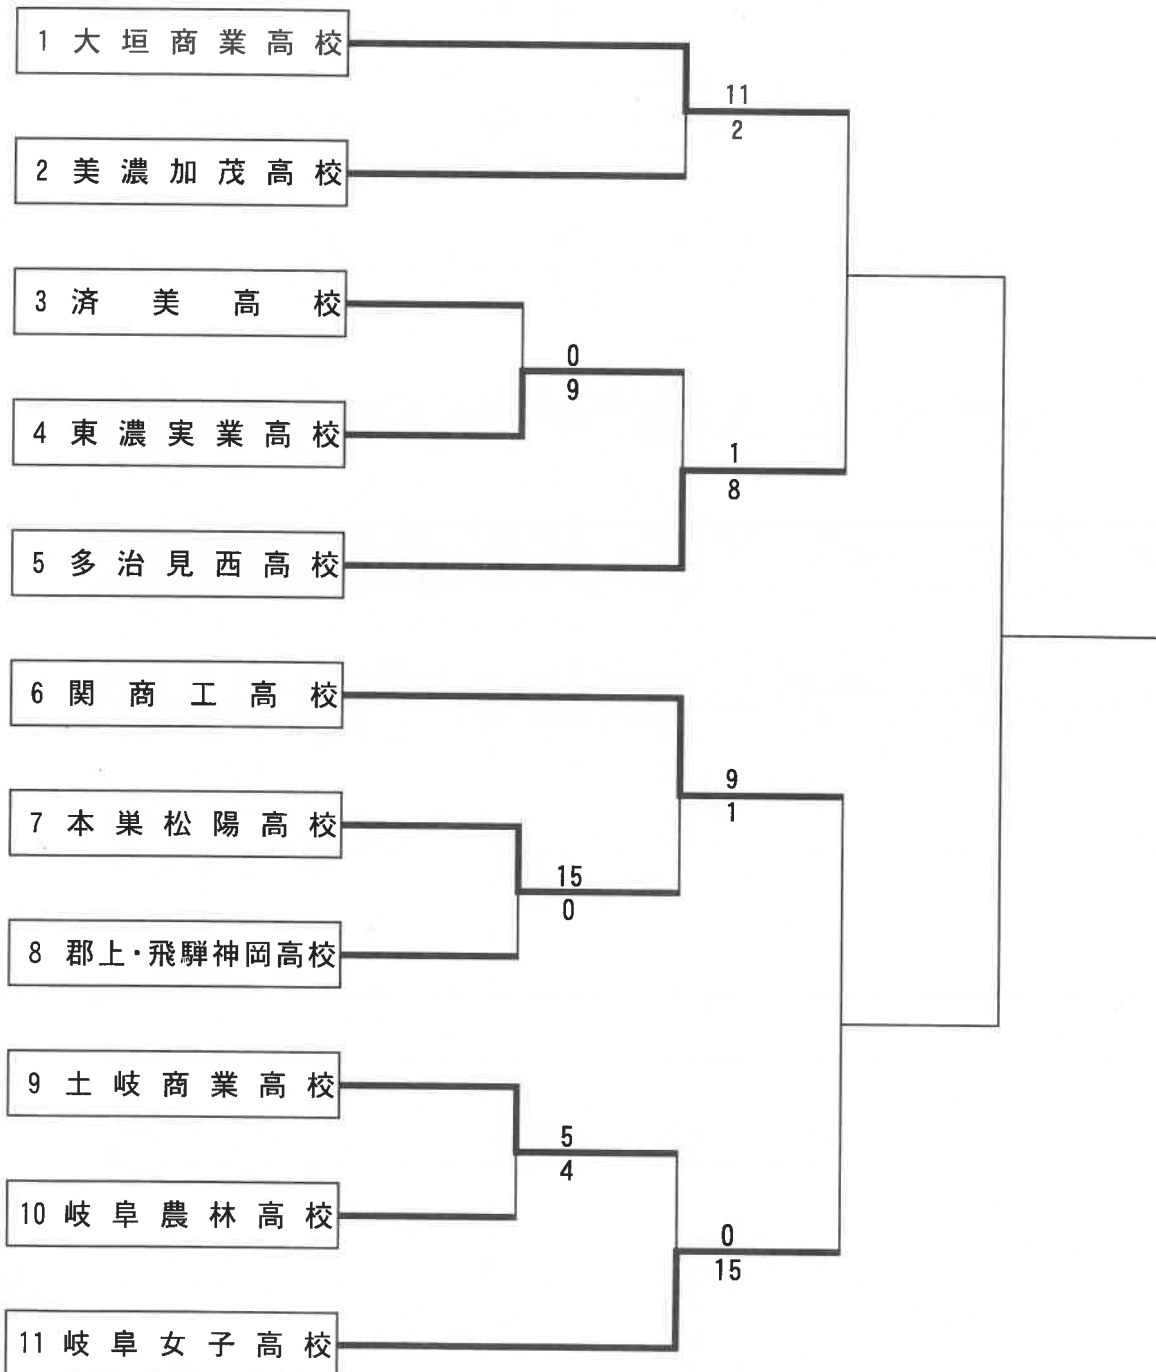 1 大垣商業高校
11
2
2 美濃加茂高校
3 済美高校
0
9
4 東濃実業高校
1
8
5 多治見西高校
6 関商工高校
9
1
7 本巣松陽高校
15
0
8 郡上・飛騨神岡高校
9 土岐商業高校
5
4
10 岐阜農林高校
0
15
11 岐阜女子高校